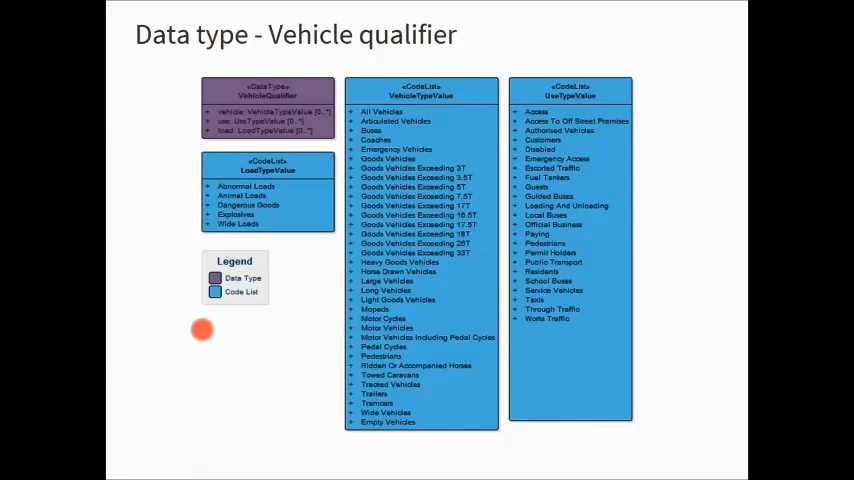 Data type - Vehicle qualifier
«DataType»
VehicleQualifier
+ vehicle: VehicleTypeValue [0..*]
+ use: UseTypeValue [0..*]
+ load: LoadTypeValue [0..*]
«CodeList»
LoadTypeValue
+ Abnormal Loads
+ Animal Loads
+ Dangerous Goods
+ Explosives
+ Wide Loads
Legend
Data Type
Code List
«CodeList»
VehicleTypeValue
+ All Vehicles
+ Articulated Vehicles
+ Buses
+ Coaches
+ Emergency Vehicles
+ Goods Vehicles
+ Goods Vehicles Exceeding 3T
+ Goods Vehicles Exceeding 3.5T
+ Goods Vehicles Exceeding 5T
+ Goods Vehicles Exceeding 7.5T
+ Goods Vehicles Exceeding 17T
+ Goods Vehicles Exceeding 16.5T
+ Goods Vehicles Exceeding 17.5T
+ Goods Vehicles Exceeding 18T
+ Goods Vehicles Exceeding 26T
+ Goods Vehicles Exceeding 33T
+ Heavy Goods Vehicles
+ Horse Drawn Vehicles
+ Large Vehicles
+ Long Vehicles
+ Light Goods Vehicles
+ Mopeds
+ Motor Cycles
+ Motor Vehicles
+ Motor Vehicles Including Pedal Cycles
+ Pedal Cycles
+ Pedestrians
+ Ridden Or Accompanied Horses
+ Towed Caravans
+ Tracked Vehicles
+ Trailers
+ Tramcars
+ Wide Vehicles
+ Empty Vehicles
«CodeList»
UseTypeValue
+ Access
+ Access To Off Street Premises
+ Authorised Vehicles
+ Customers
+ Disabled
+ Emergency Access
+ Escorted Traffic
+ Fuel Tankers
+ Guests
+ Guided Buses
+ Loading And Unloading
+ Local Buses
+ Official Business
+ Paying
+ Pedestrians
+ Permit Holders
+ Public Transport
+ Residents
+ School Buses
+ Service Vehicles
+ Taxis
+ Through Traffic
+ Works Traffic